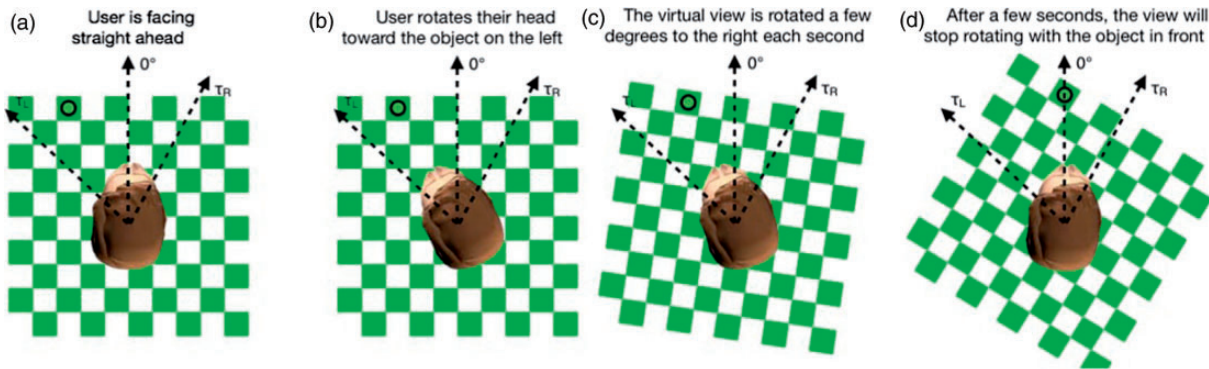 (a) User is facing
straight ahead
0°
τL
τR
(b) User rotates their head
toward the object on the left
0°
τL
τR
(c) The virtual view is rotated a few
degrees to the right each second
0°
τL
τR
(d) After a few seconds, the view will
stop rotating with the object in front
0°
τL
τR